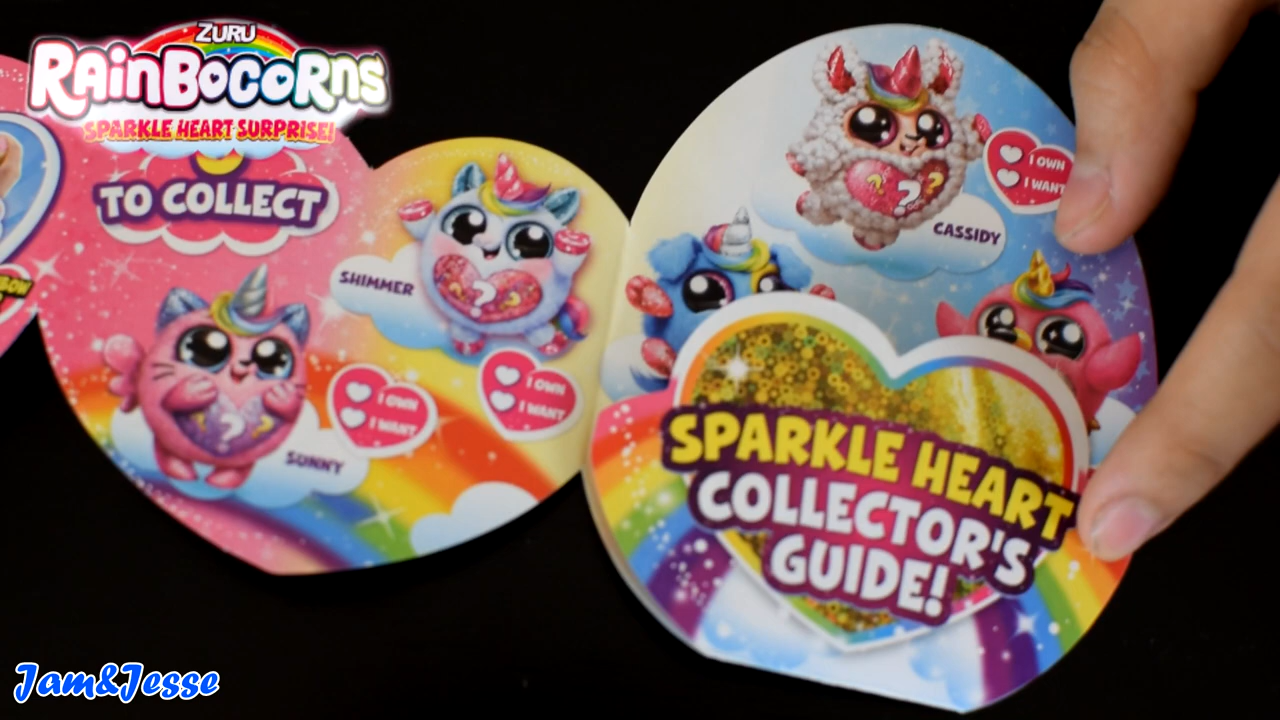 ZURU
RAINBOCORNS
SPARKLE HEART SURPRISE!
TO COLLECT
SHIMMER
I OWN
I WANT
SUNNY
I OWN
I WANT
CASSIDY
I OWN
I WANT
SPARKLE HEART
COLLECTOR'S
GUIDE!
Jam&Jesse